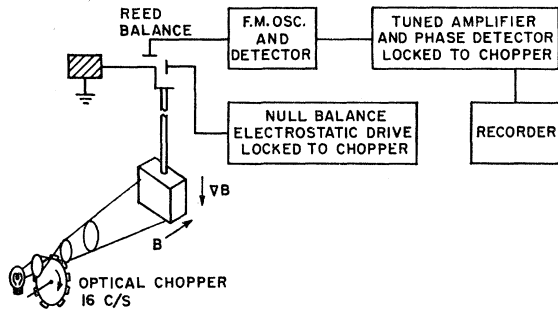 REED
BALANCE
F.M. OSC.
AND
DETECTOR
TUNED AMPLIFIER
AND PHASE DETECTOR
LOCKED TO CHOPPER
NULL BALANCE
ELECTROSTATIC DRIVE
LOCKED TO CHOPPER
RECORDER
∇B
B
OPTICAL CHOPPER
16 C/S